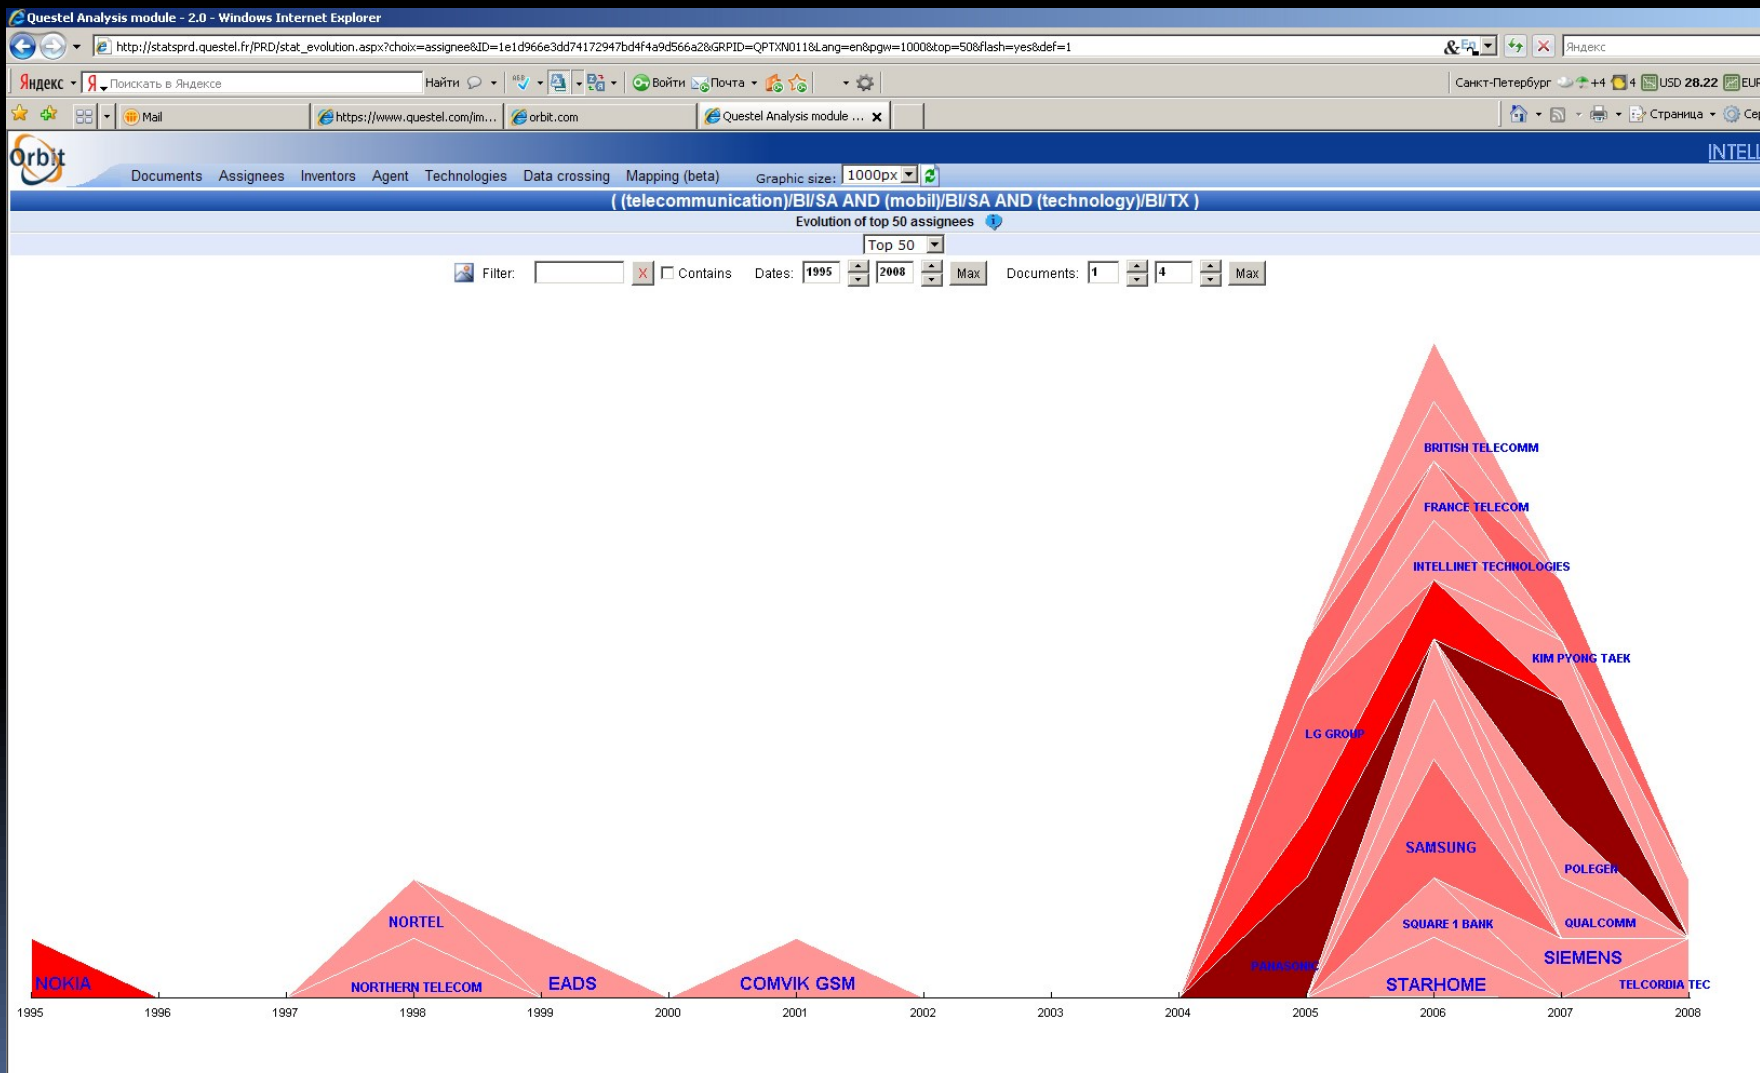 Questel Analysis module - 2.0 - Windows Internet Explorer
http://statsprd.questel.fr/PRD/stat_evolution.aspx?choix=assignee&ID=1e1d966e3dd74172947bd4f4a9d566a2&GRPID=QPTXN011&Lang=en&pgw=1000&top=50&flash=yes&def=1
Яндекс
Яндекс Я Поискать в Яндексе Найти Войти Почта Санкт-Петербург +4 4 USD 28.22 EUR
Mail https://www.questel.com/im... orbit.com Questel Analysis module ... Страница
Orbit
INTELL
Documents Assignees Inventors Agent Technologies Data crossing Mapping (beta) Graphic size: 1000px
( (telecommunication)/BI/SA AND (mobil)/BI/SA AND (technology)/BI/TX )
Evolution of top 50 assignees
Top 50
Filter: X Contains Dates: 1995 2008 Max Documents: 1 4 Max
BRITISH TELECOMM
FRANCE TELECOM
INTELLINET TECHNOLOGIES
KIM PYONG TAEK
LG GROUP
SAMSUNG
POLEGER
NORTEL
SQUARE 1 BANK
QUALCOMM
SIEMENS
PANASONIC
NOKIA
NORTHERN TELECOM
EADS
COMVIK GSM
STARHOME
TELCORDIA TEC
1995 1996 1997 1998 1999 2000 2001 2002 2003 2004 2005 2006 2007 2008